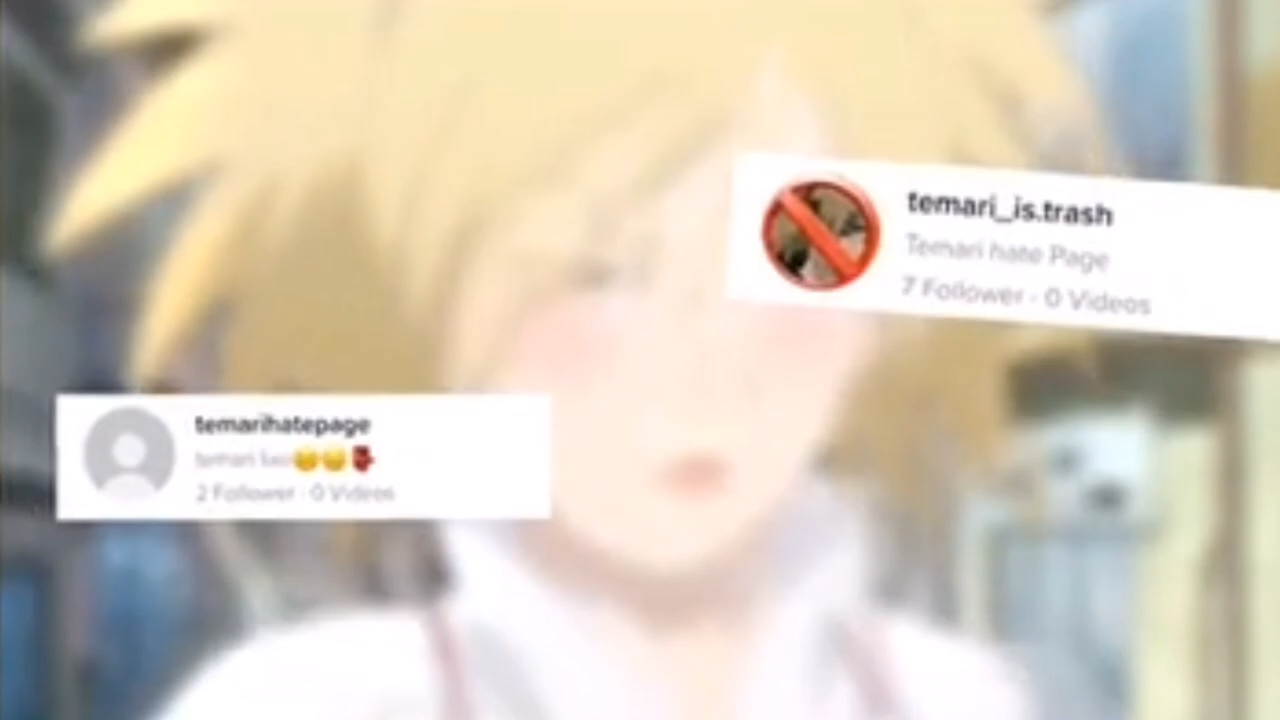 temari_is.trash
Temari hate Page
7 Follower · 0 Videos
temarihatepage
temari
2 Follower · 0 Videos